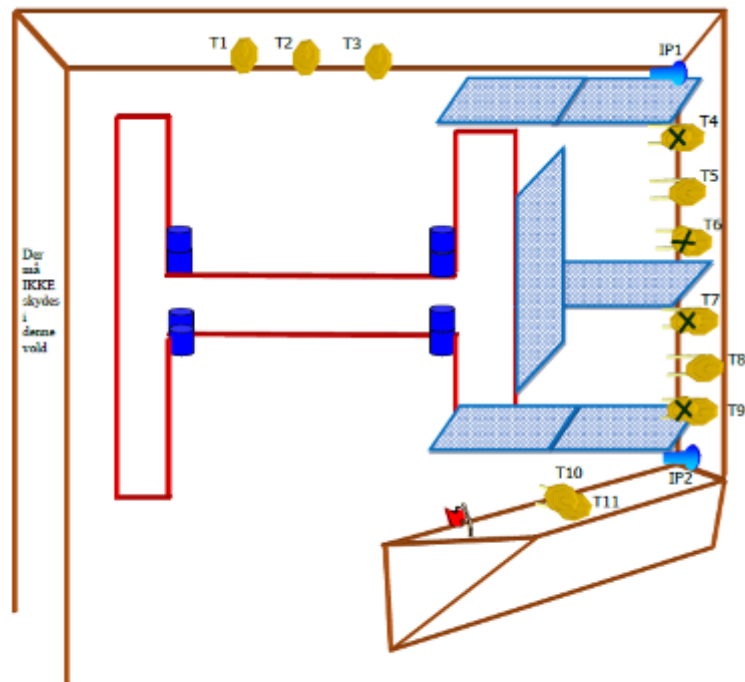 T1
T2
T3
IP1
T4
T5
T6
Der
må
IKKE
skydes
i
denne
vold
T7
T8
T9
IP2
T10
T11